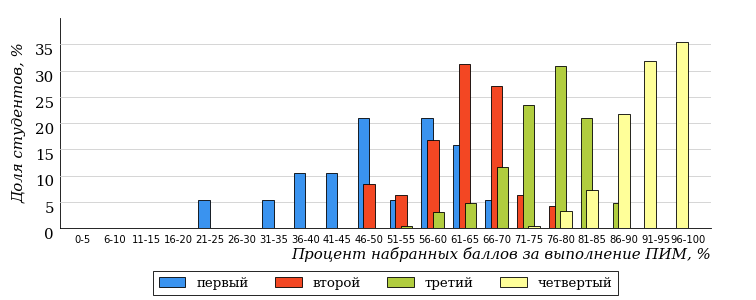 Доля студентов, %
35
30
25
20
15
10
5
0
0-5 6-10 11-15 16-20 21-25 26-30 31-35 36-40 41-45 46-50 51-55 56-60 61-65 66-70 71-75 76-80 81-85 86-90 91-95 96-100
Процент набранных баллов за выполнение ПИМ, %
первый второй третий четвертый